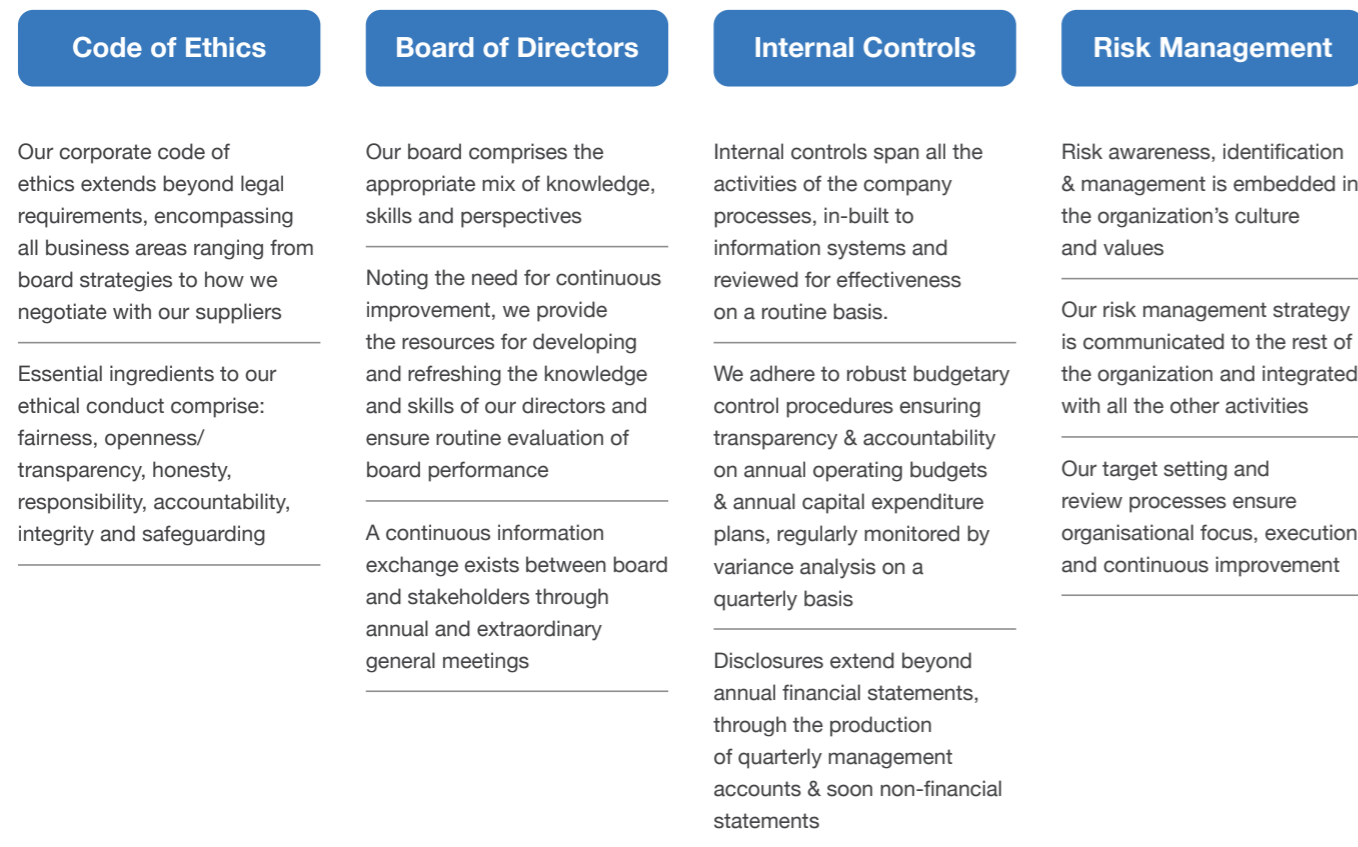 Code of Ethics
Our corporate code of
ethics extends beyond legal
requirements, encompassing
all business areas ranging from
board strategies to how we
negotiate with our suppliers
Essential ingredients to our
ethical conduct comprise:
fairness, openness/
transparency, honesty,
responsibility, accountability,
integrity and safeguarding
Board of Directors
Our board comprises the
appropriate mix of knowledge,
skills and perspectives
Noting the need for continuous
improvement, we provide
the resources for developing
and refreshing the knowledge
and skills of our directors and
ensure routine evaluation of
board performance
A continuous information
exchange exists between board
and stakeholders through
annual and extraordinary
general meetings
Internal Controls
Internal controls span all the
activities of the company
processes, in-built to
information systems and
reviewed for effectiveness
on a routine basis.
We adhere to robust budgetary
control procedures ensuring
transparency & accountability
on annual operating budgets
& annual capital expenditure
plans, regularly monitored by
variance analysis on a
quarterly basis
Disclosures extend beyond
annual financial statements,
through the production
of quarterly management
accounts & soon non-financial
statements
Risk Management
Risk awareness, identification
& management is embedded in
the organization's culture
and values
Our risk management strategy
is communicated to the rest of
the organization and integrated
with all the other activities
Our target setting and
review processes ensure
organisational focus, execution
and continuous improvement